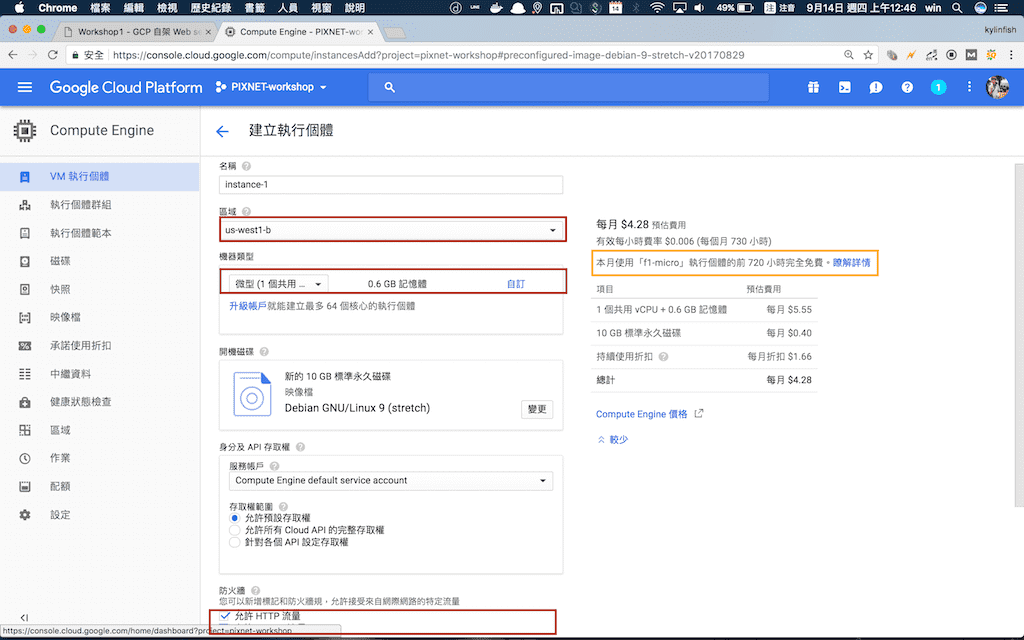 Chrome 檔案 編輯 檢視 歷史紀錄 書籤 人員 視窗 說明 LINE 14 49% 注 注音 9月14日 週四 上午12:46 win
Workshop1 - GCP 自架 Web se × Compute Engine - PIXNET-wor × kylinfish
安全 https://console.cloud.google.com/compute/instancesAdd?project=pixnet-workshop#preconfigured-image-debian-9-stretch-v20170829
Google Cloud Platform PIXNET-workshop 1
Compute Engine
建立執行個體
VM 執行個體
執行個體群組
執行個體範本
磁碟
快照
映像檔
承諾使用折扣
中繼資料
健康狀態檢查
區域
作業
配額
設定
名稱
instance-1
區域
us-west1-b
機器類型
微型 (1 個共用 ... 0.6 GB 記憶體 自訂
升級帳戶就能建立最多 64 個核心的執行個體
開機磁碟
新的 10 GB 標準永久磁碟
映像檔
Debian GNU/Linux 9 (stretch) 變更
身分及 API 存取權
服務帳戶
Compute Engine default service account
存取權範圍
允許預設存取權
允許所有 Cloud API 的完整存取權
針對各個 API 設定存取權
防火牆
您可以新增標記和防火牆規，允許接受來自網際網路的特定流量
允許 HTTP 流量
每月 $4.28 預估費用
有效每小時費率 $0.006 (每個月 730 小時)
本月使用「f1-micro」執行個體的前 720 小時完全免費。瞭解詳情
項目 預估費用
1 個共用 vCPU + 0.6 GB 記憶體 每月 $5.55
10 GB 標準永久磁碟 每月 $0.40
持續使用折扣 每月折扣 $1.66
總計 每月 $4.28
Compute Engine 價格
較少
https://console.cloud.google.com/home/dashboard?project=pixnet-workshop